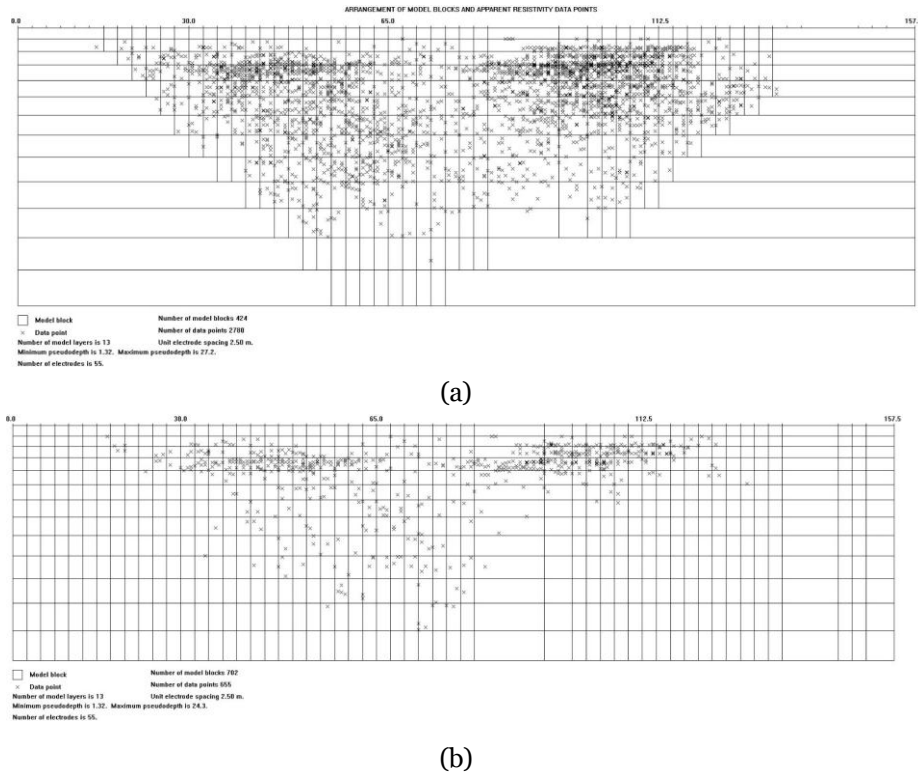 ARRANGEMENT OF MODEL BLOCKS AND APPARENT RESISTIVITY DATA POINTS
0.0 30.0 65.0 112.5 157.
Model block Number of model blocks 424
Data point Number of data points 2780
Number of model layers is 13 Unit electrode spacing 2.50 m.
Minimum pseudodepth is 1.32. Maximum pseudodepth is 27.2.
Number of electrodes is 55.
(a)
0.0 30.0 65.0 112.5 157.5
Model block Number of model blocks 702
Data point Number of data points 655
Number of model layers is 13 Unit electrode spacing 2.50 m.
Minimum pseudodepth is 1.32. Maximum pseudodepth is 24.3.
Number of electrodes is 55.
(b)